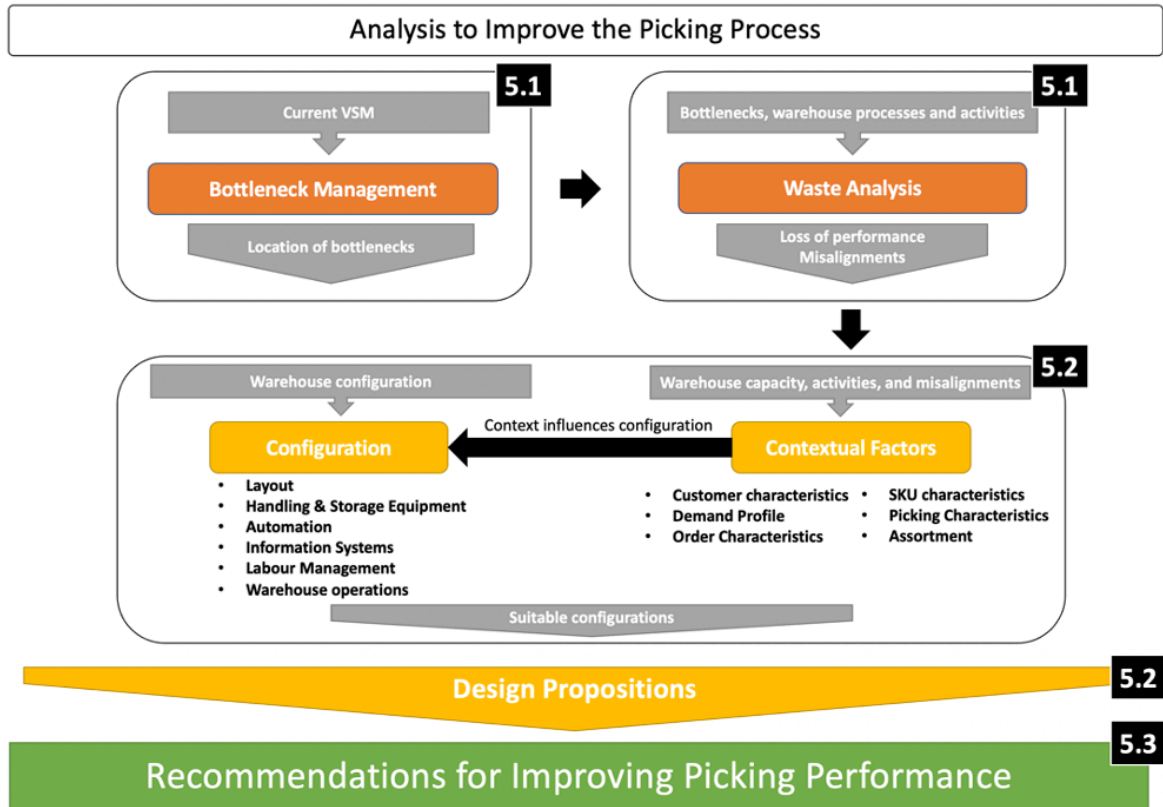 Analysis to Improve the Picking Process
5.1
Current VSM
Bottleneck Management
Location of bottlenecks
5.1
Bottlenecks, warehouse processes and activities
Waste Analysis
Loss of performance
Misalignments
5.2
Warehouse configuration
Configuration
• Layout
• Handling & Storage Equipment
• Automation
• Information Systems
• Labour Management
• Warehouse operations
Context influences configuration
Warehouse capacity, activities, and misalignments
Contextual Factors
• Customer characteristics
• Demand Profile
• Order Characteristics
• SKU characteristics
• Picking Characteristics
• Assortment
Suitable configurations
5.2
Design Propositions
5.3
Recommendations for Improving Picking Performance